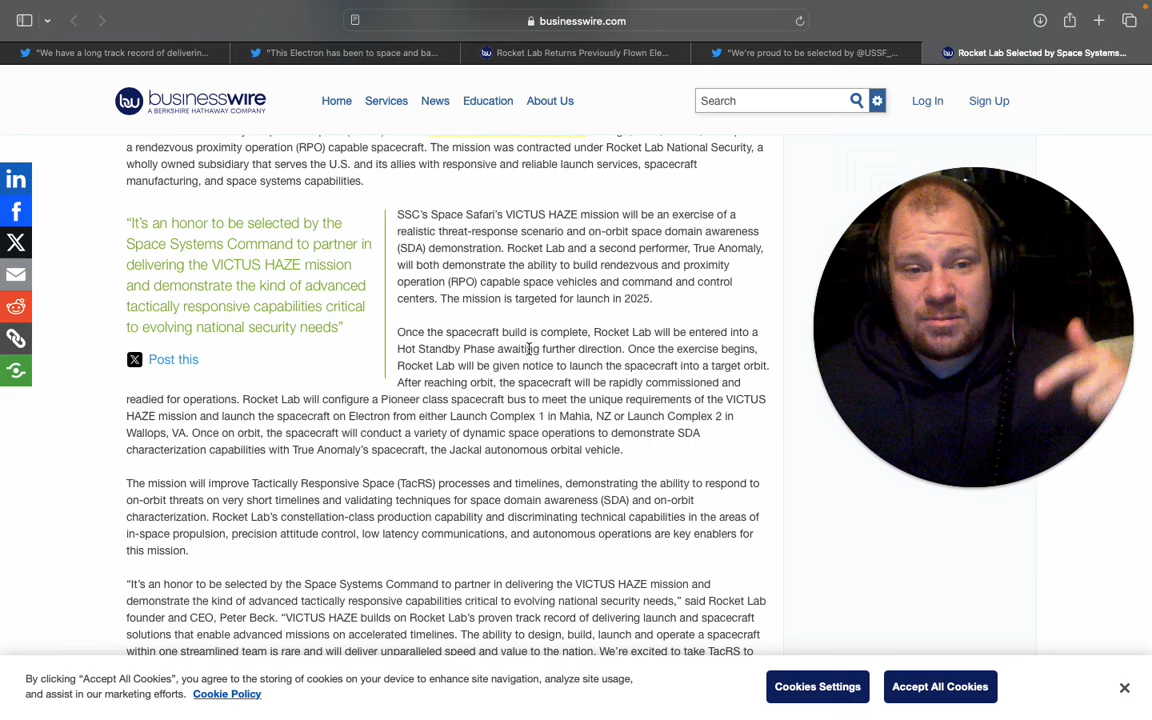 businesswire.com
"We have a long track record of deliverin...
"This Electron has been to space and ba...
Rocket Lab Returns Previously Flown Ele...
"We're proud to be selected by @USSF_...
Rocket Lab Selected by Space Systems...
businesswire
A BERKSHIRE HATHAWAY COMPANY
Home
Services
News
Education
About Us
Search
Log In
Sign Up
a rendezvous proximity operation (RPO) capable spacecraft. The mission was contracted under Rocket Lab National Security, a
wholly owned subsidiary that serves the U.S. and its allies with responsive and reliable launch services, spacecraft
manufacturing, and space systems capabilities.
“It’s an honor to be selected by the
Space Systems Command to partner in
delivering the VICTUS HAZE mission
and demonstrate the kind of advanced
tactically responsive capabilities critical
to evolving national security needs”
Post this
SSC’s Space Safari’s VICTUS HAZE mission will be an exercise of a
realistic threat-response scenario and on-orbit space domain awareness
(SDA) demonstration. Rocket Lab and a second performer, True Anomaly,
will both demonstrate the ability to build rendezvous and proximity
operation (RPO) capable space vehicles and command and control
centers. The mission is targeted for launch in 2025.
Once the spacecraft build is complete, Rocket Lab will be entered into a
Hot Standby Phase awaiting further direction. Once the exercise begins,
Rocket Lab will be given notice to launch the spacecraft into a target orbit.
After reaching orbit, the spacecraft will be rapidly commissioned and
readied for operations. Rocket Lab will configure a Pioneer class spacecraft bus to meet the unique requirements of the VICTUS
HAZE mission and launch the spacecraft on Electron from either Launch Complex 1 in Mahia, NZ or Launch Complex 2 in
Wallops, VA. Once on orbit, the spacecraft will conduct a variety of dynamic space operations to demonstrate SDA
characterization capabilities with True Anomaly’s spacecraft, the Jackal autonomous orbital vehicle.
The mission will improve Tactically Responsive Space (TacRS) processes and timelines, demonstrating the ability to respond to
on-orbit threats on very short timelines and validating techniques for space domain awareness (SDA) and on-orbit
characterization. Rocket Lab’s constellation-class production capability and discriminating technical capabilities in the areas of
in-space propulsion, precision attitude control, low latency communications, and autonomous operations are key enablers for
this mission.
“It’s an honor to be selected by the Space Systems Command to partner in delivering the VICTUS HAZE mission and
demonstrate the kind of advanced tactically responsive capabilities critical to evolving national security needs,” said Rocket Lab
founder and CEO, Peter Beck. “VICTUS HAZE builds on Rocket Lab’s proven track record of delivering launch and spacecraft
solutions that enable advanced missions on accelerated timelines. The ability to design, build, launch and operate a spacecraft
within one streamlined team is rare and will deliver unparalleled speed and value to the nation. We’re excited to take TacRS to
By clicking “Accept All Cookies”, you agree to the storing of cookies on your device to enhance site navigation, analyze site usage,
and assist in our marketing efforts. Cookie Policy
Cookies Settings
Accept All Cookies